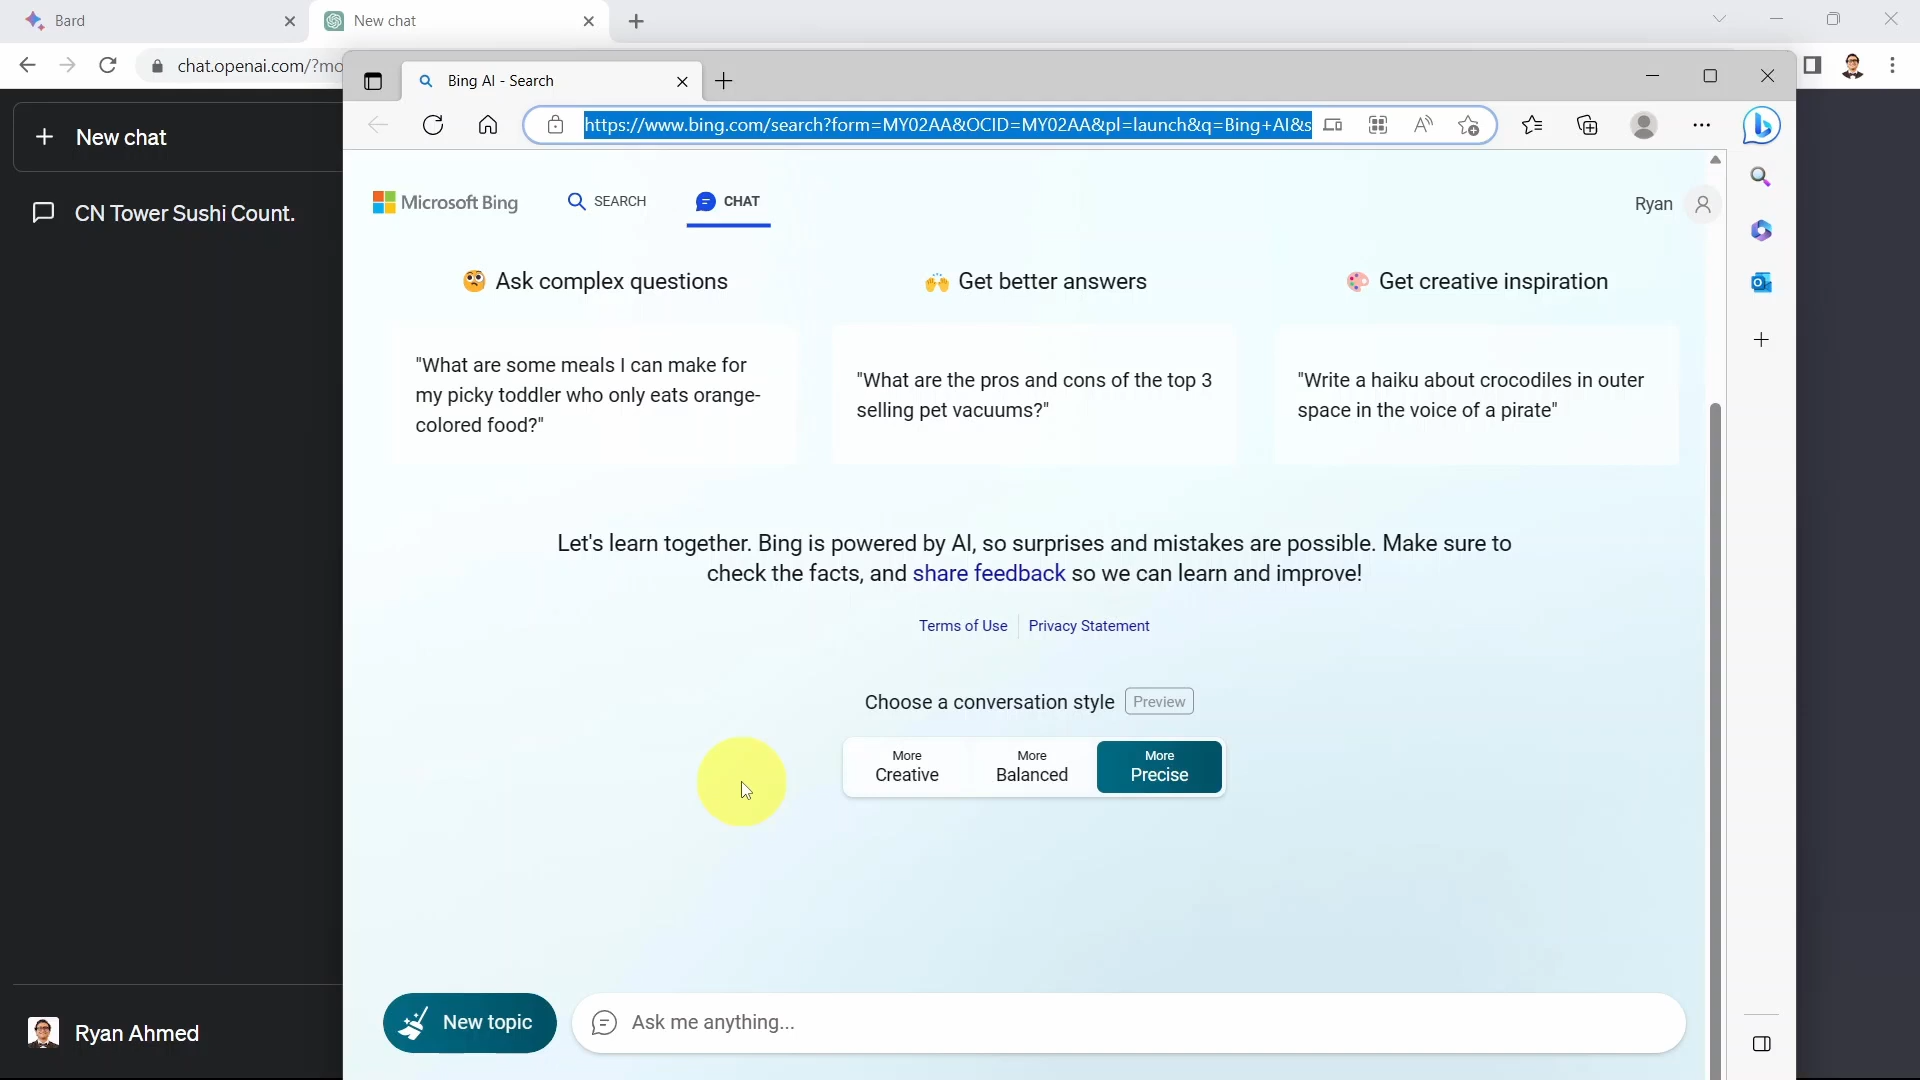 Bard
New chat
chat.openai.com/?mo
Bing AI - Search
https://www.bing.com/search?form=MY02AA&OCID=MY02AA&pl=launch&q=Bing+AI&s
New chat
CN Tower Sushi Count.
Microsoft Bing
SEARCH
CHAT
Ryan
Ask complex questions
Get better answers
Get creative inspiration
"What are some meals I can make for
my picky toddler who only eats orange-
colored food?"
"What are the pros and cons of the top 3
selling pet vacuums?"
"Write a haiku about crocodiles in outer
space in the voice of a pirate"
Let's learn together. Bing is powered by AI, so surprises and mistakes are possible. Make sure to
check the facts, and share feedback so we can learn and improve!
Terms of Use
Privacy Statement
Choose a conversation style
Preview
More
Creative
More
Balanced
More
Precise
New topic
Ask me anything...
Ryan Ahmed